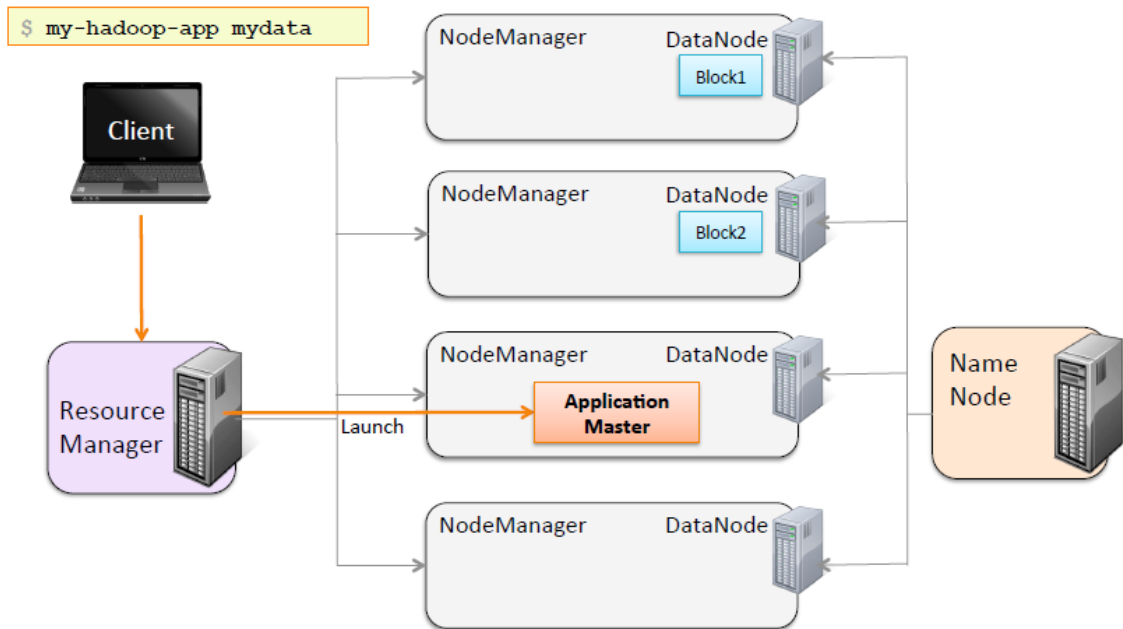 $ my-hadoop-app mydata
Client
Resource
Manager
Launch
NodeManager
DataNode
Block1
NodeManager
DataNode
Block2
NodeManager
DataNode
Application
Master
NodeManager
DataNode
Name
Node